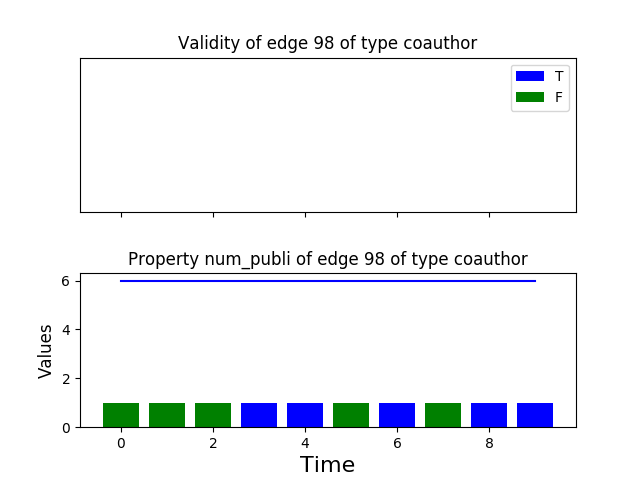 Validity of edge 98 of type coauthor
T
F
Property num_publi of edge 98 of type coauthor
6
4
2
0
Values
0 2 4 6 8
Time